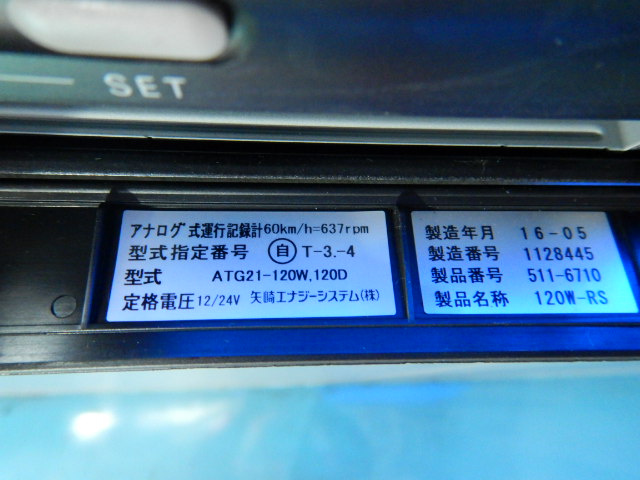 SET
アナログ式運行記録計60km/h=637rpm
型式指定番号 自 T-3.-4
型式 ATG21-120W,120D
定格電圧12/24V 矢崎エナジーシステム(株)
製造年月 16-05
製造番号 1128445
製品番号 511-6710
製品名称 120W-RS